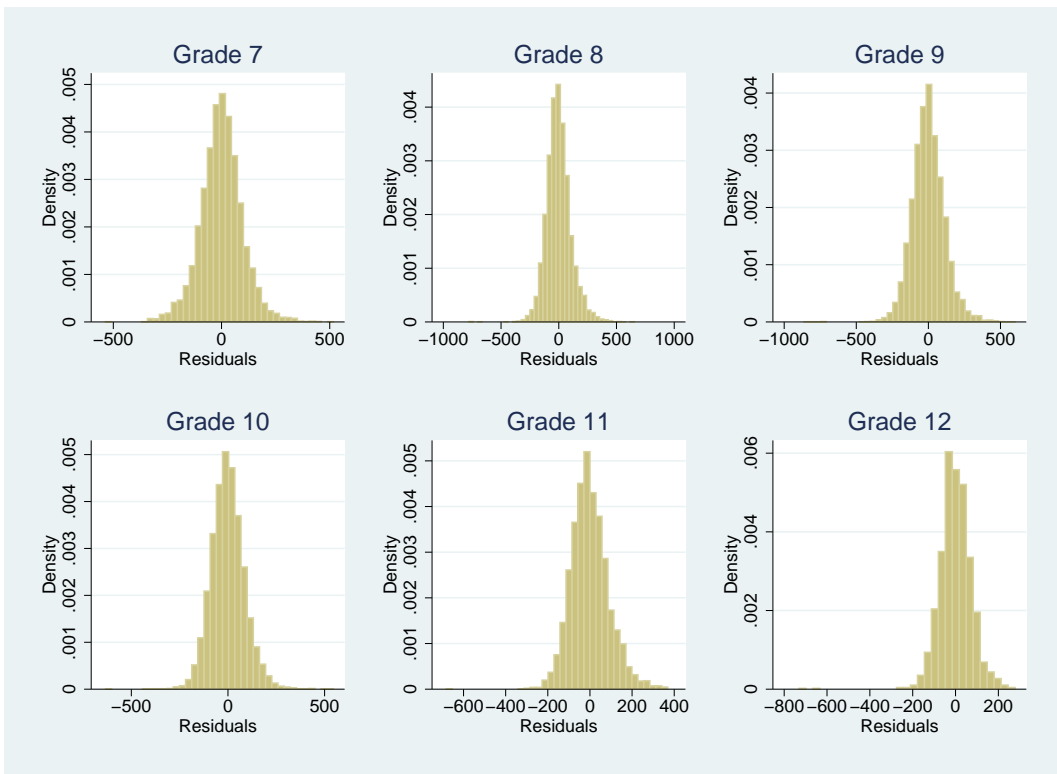 Grade 7
Grade 8
Grade 9
Density
0 .001 .002 .003 .004 .005
−500 0 500
Residuals
Density
0 .001 .002 .003 .004
−1000 −500 0 500 1000
Residuals
Density
0 .001 .002 .003 .004
−1000 −500 0 500
Residuals
Grade 10
Grade 11
Grade 12
Density
0 .001 .002 .003 .004 .005
−500 0 500
Residuals
Density
0 .001 .002 .003 .004 .005
−600 −400 −200 0 200 400
Residuals
Density
0 .002 .004 .006
−800 −600 −400 −200 0 200
Residuals